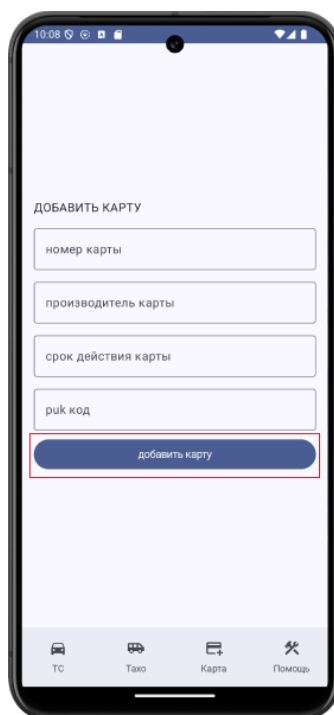 10:08
ДОБАВИТЬ КАРТУ
номер карты
производитель карты
срок действия карты
puk код
добавить карту
ТС Тахо Карта Помощь